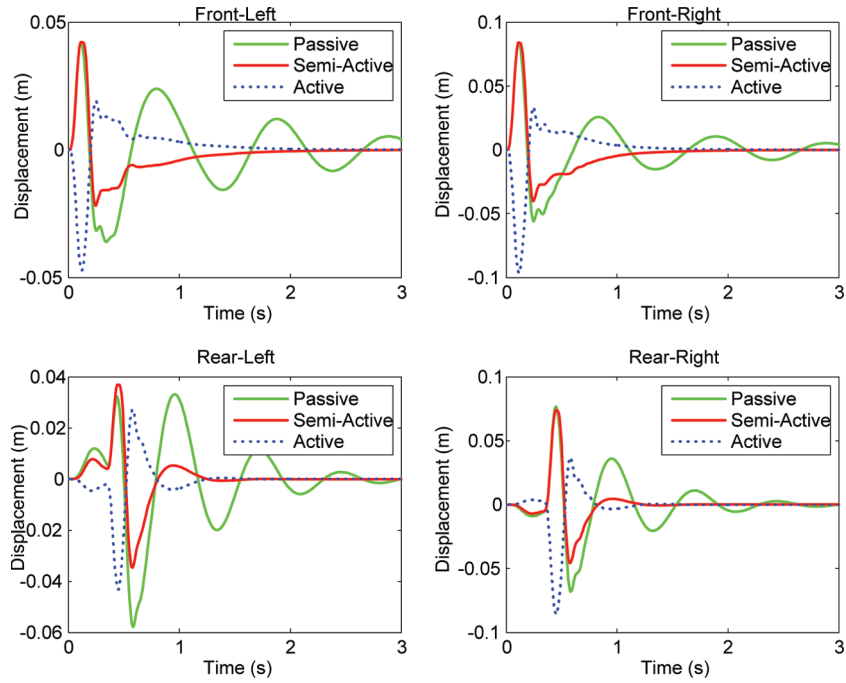 Front-Left
0.05
0
-0.05
Displacement (m)
Passive
Semi-Active
Active
0 1 2 3
Time (s)
Front-Right
0.1
0.05
0
-0.05
-0.1
Displacement (m)
Passive
Semi-Active
Active
0 1 2 3
Time (s)
Rear-Left
0.04
0.02
0
-0.02
-0.04
-0.06
Displacement (m)
Passive
Semi-Active
Active
0 1 2 3
Time (s)
Rear-Right
0.1
0.05
0
-0.05
-0.1
Displacement (m)
Passive
Semi-Active
Active
0 1 2 3
Time (s)